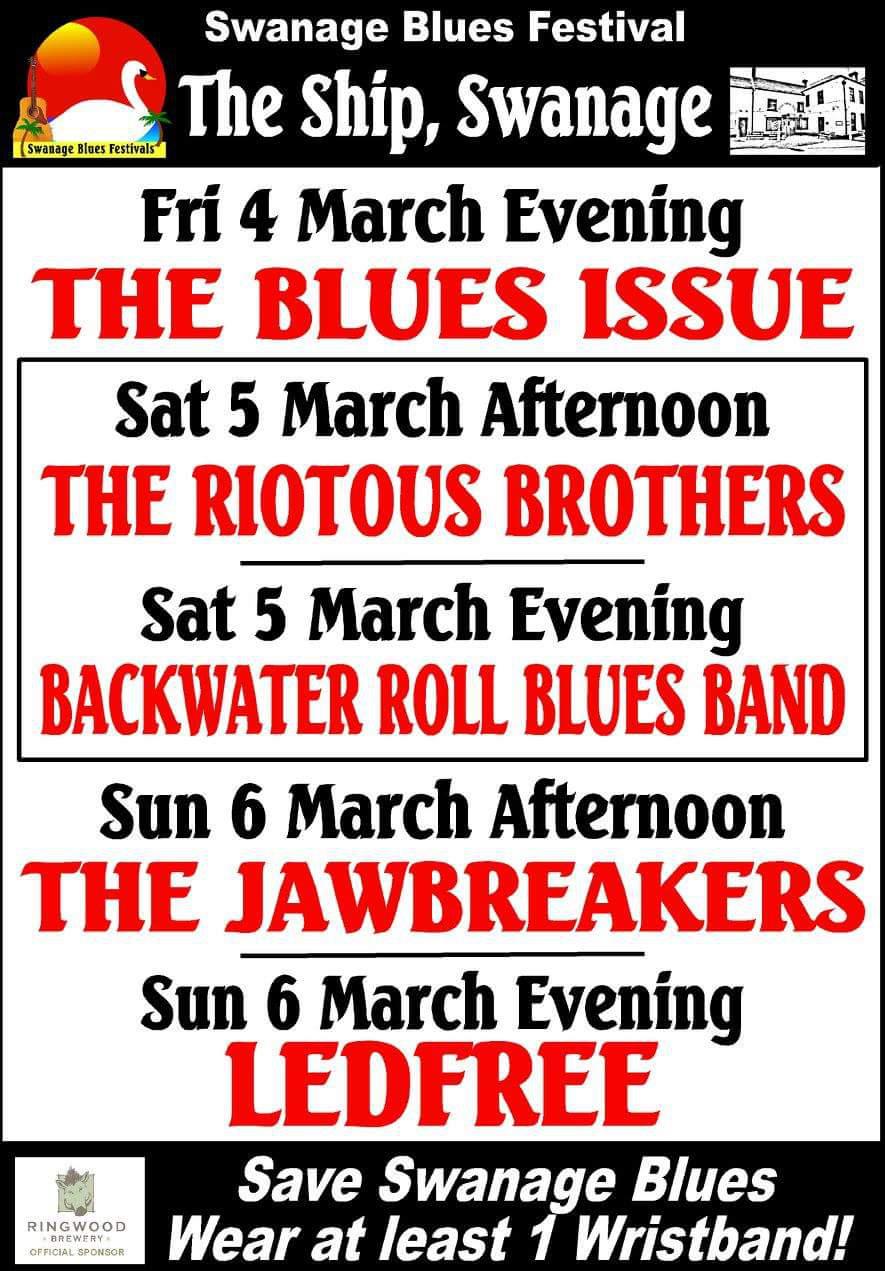 Swanage Blues Festival
The Ship, Swanage
Swanage Blues Festivals
Fri 4 March Evening
THE BLUES ISSUE
Sat 5 March Afternoon
THE RIOTOUS BROTHERS
Sat 5 March Evening
BACKWATER ROLL BLUES BAND
Sun 6 March Afternoon
THE JAWBREAKERS
Sun 6 March Evening
LEDFREE
RINGWOOD
· BREWERY ·
OFFICIAL SPONSOR
Save Swanage Blues
Wear at least 1 Wristband!